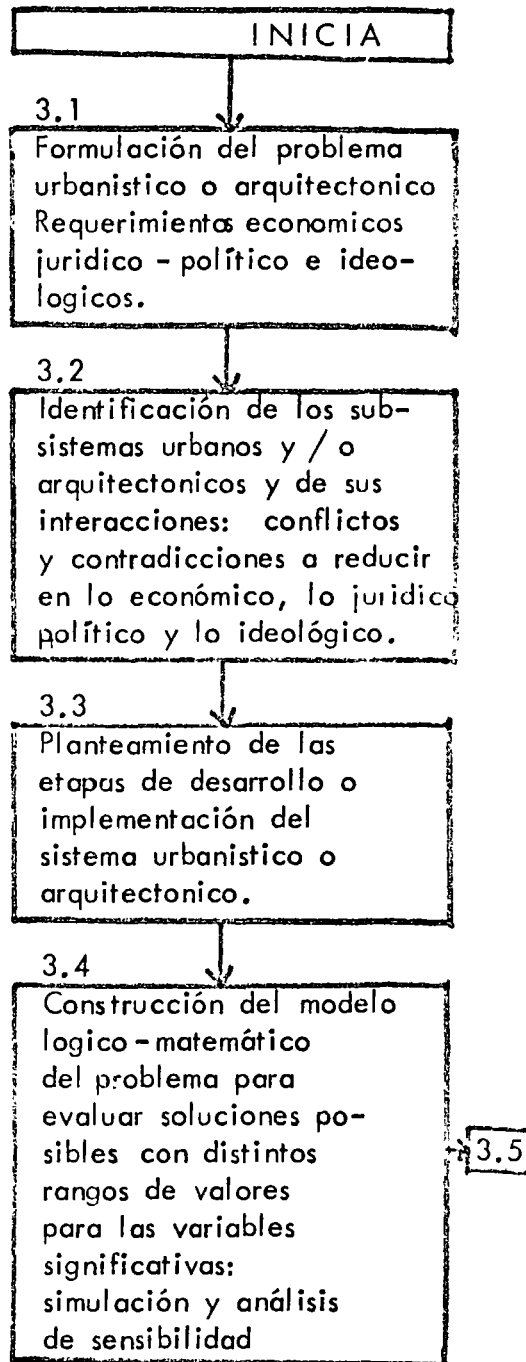 INICIA
3.1
Formulación del problema
urbanistico o arquitectonico
Requerimientos economicos
juridico - político e ideo-
logicos.
3.2
Identificación de los sub-
sistemas urbanos y / o
arquitectonicos y de sus
interacciones: conflictos
y contradicciones a reducir
en lo económico, lo juridico
político y lo ideológico.
3.3
Planteamiento de las
etapas de desarrollo o
implementación del
sistema urbanistico o
arquitectonico.
3.4
Construcción del modelo
logico - matemático
del problema para
evaluar soluciones po-
sibles con distintos
rangos de valores
para las variables
significativas:
simulación y análisis
de sensibilidad
3.5